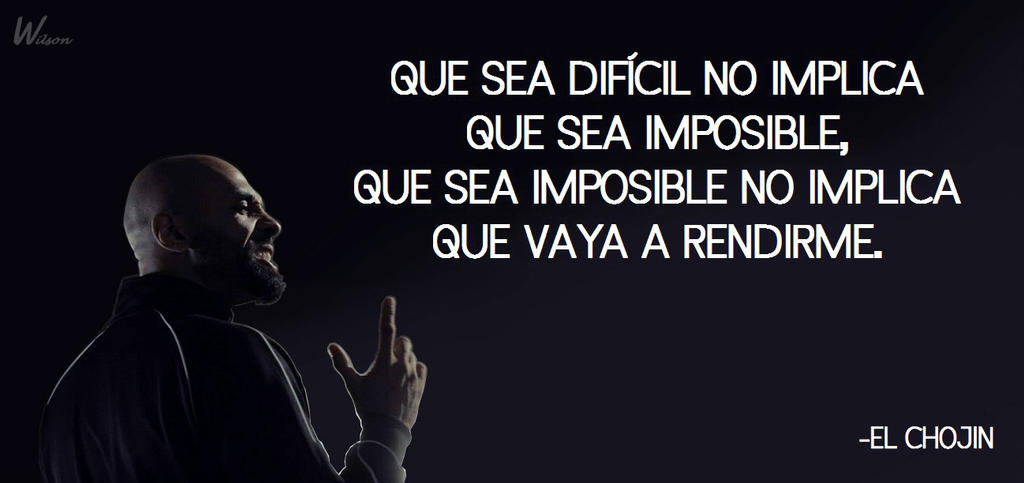 Wilson
QUE SEA DIFÍCIL NO IMPLICA
QUE SEA IMPOSIBLE,
QUE SEA IMPOSIBLE NO IMPLICA
QUE VAYA A RENDIRME.
-EL CHOJIN